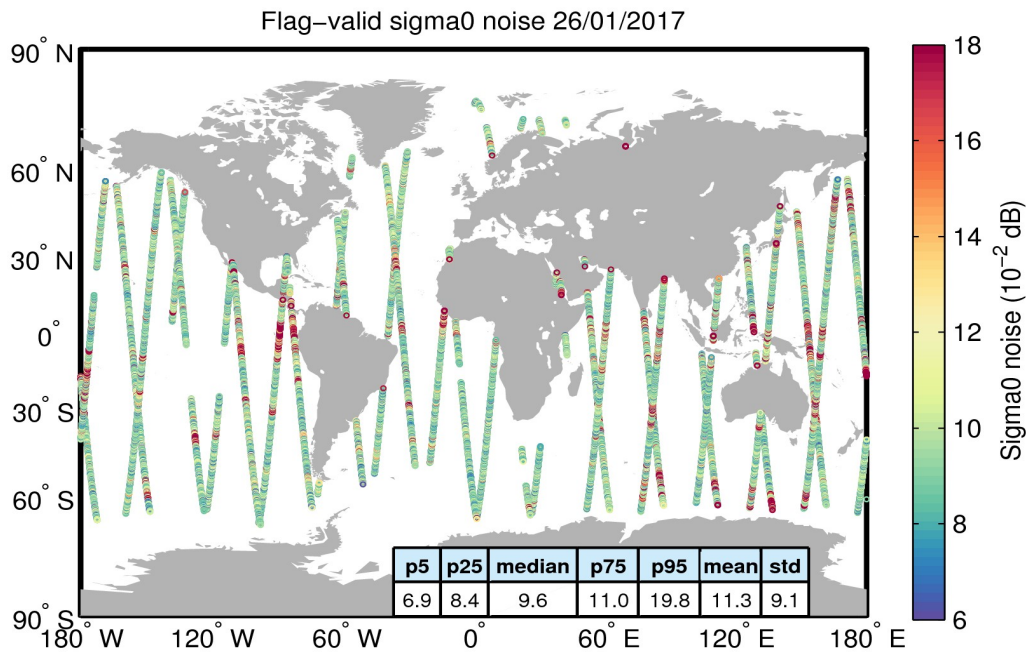 Flag−valid sigma0 noise 26/01/2017
90° N
60° N
30° N
0°
30° S
60° S
90° S
180° W
120° W
60° W
0°
60° E
120° E
180° E
p5 p25 median p75 p95 mean std
6.9 8.4 9.6 11.0 19.8 11.3 9.1
18
16
14
12
10
8
6
Sigma0 noise (10⁻² dB)